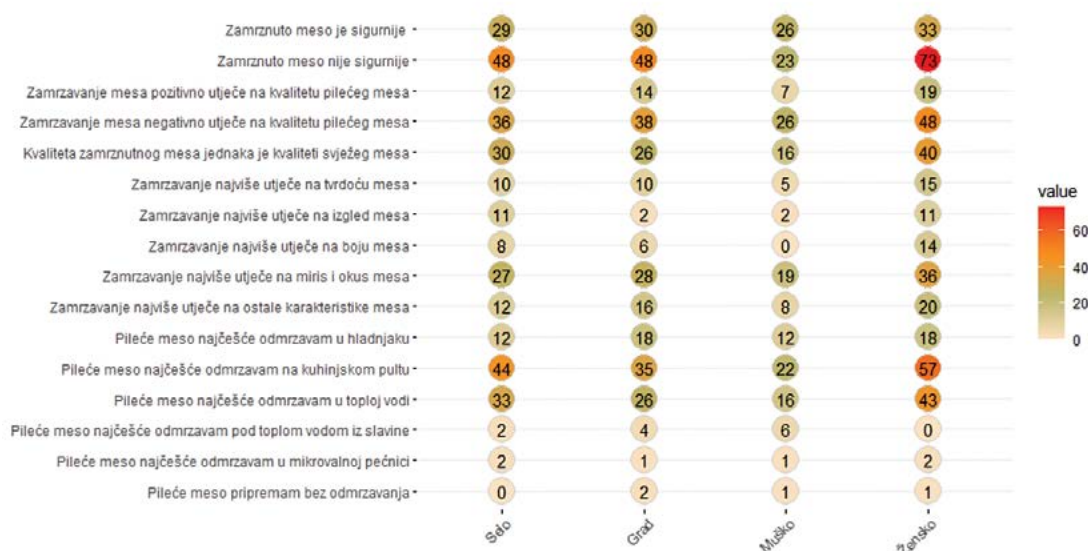 Zamrznuto meso je sigurnije 29 30 26 33
Zamrznuto meso nije sigurnije 48 48 23 73
Zamrzavanje mesa pozitivno utječe na kvalitetu pilećeg mesa 12 14 7 19
Zamrzavanje mesa negativno utječe na kvalitetu pilećeg mesa 36 38 26 48
Kvaliteta zamrznutnog mesa jednaka je kvaliteti svježeg mesa 30 26 16 40
Zamrzavanje najviše utječe na tvrdoću mesa 10 10 5 15
Zamrzavanje najviše utječe na izgled mesa 11 2 2 11
Zamrzavanje najviše utječe na boju mesa 8 6 0 14
Zamrzavanje najviše utječe na miris i okus mesa 27 28 19 36
Zamrzavanje najviše utječe na ostale karakteristike mesa 12 16 8 20
Pileće meso najčešće odmrzavam u hladnjaku 12 18 12 18
Pileće meso najčešće odmrzavam na kuhinjskom pultu 44 35 22 57
Pileće meso najčešće odmrzavam u toploj vodi 33 26 16 43
Pileće meso najčešće odmrzavam pod toplom vodom iz slavine 2 4 6 0
Pileće meso najčešće odmrzavam u mikrovalnoj pećnici 2 1 1 2
Pileće meso pripremam bez odmrzavanja 0 2 1 1
Selo Grad Muško Žensko
value
60
40
20
0